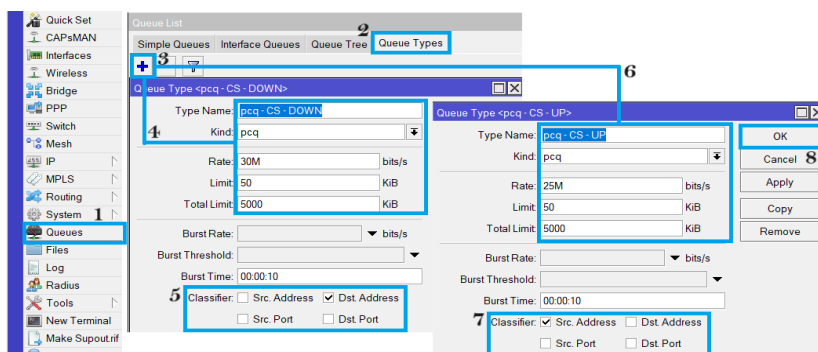 Quick Set
CAPsMAN
Interfaces
Wireless
Bridge
PPP
Switch
Mesh
IP
MPLS
Routing
System 1
Queues
Files
Log
Radius
Tools
New Terminal
Make Supout.rif
Queue List
2
Simple Queues Interface Queues Queue Tree Queue Types
3
6
Queue Type <pcq - CS - DOWN>
Type Name: pcq - CS - DOWN
4 Kind: pcq
Rate: 30M bits/s
Limit: 50 KiB
Total Limit: 5000 KiB
Burst Rate: bits/s
Burst Threshold:
Burst Time: 00:00:10
5 Classifier: Src. Address Dst. Address
Src. Port Dst. Port
Queue Type <pcq - CS - UP>
Type Name: pcq - CS - UP
Kind: pcq
Rate: 25M bits/s
Limit: 50 KiB
Total Limit: 5000 KiB
Burst Rate: bits/s
Burst Threshold:
Burst Time: 00:00:10
7 Classifier: Src. Address Dst. Address
Src. Port Dst. Port
OK
Cancel 8
Apply
Copy
Remove